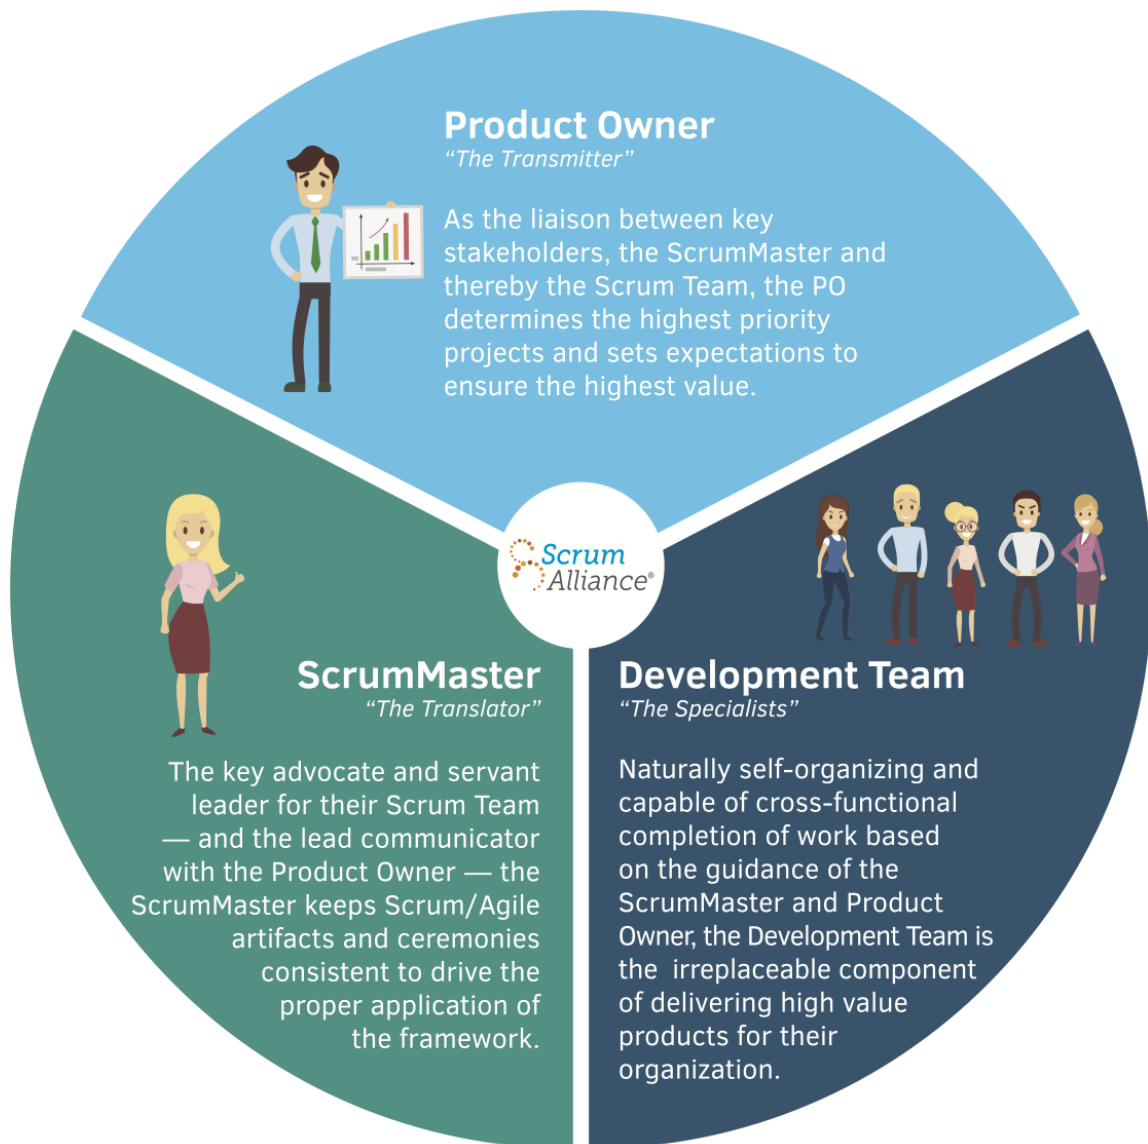 Product Owner
“The Transmitter”
As the liaison between key
stakeholders, the ScrumMaster and
thereby the Scrum Team, the PO
determines the highest priority
projects and sets expectations to
ensure the highest value.
Scrum
Alliance®
ScrumMaster
“The Translator”
The key advocate and servant
leader for their Scrum Team
— and the lead communicator
with the Product Owner — the
ScrumMaster keeps Scrum/Agile
artifacts and ceremonies
consistent to drive the
proper application of
the framework.
Development Team
“The Specialists”
Naturally self-organizing and
capable of cross-functional
completion of work based
on the guidance of the
ScrumMaster and Product
Owner, the Development Team is
the  irreplaceable component
of delivering high value
products for their
organization.